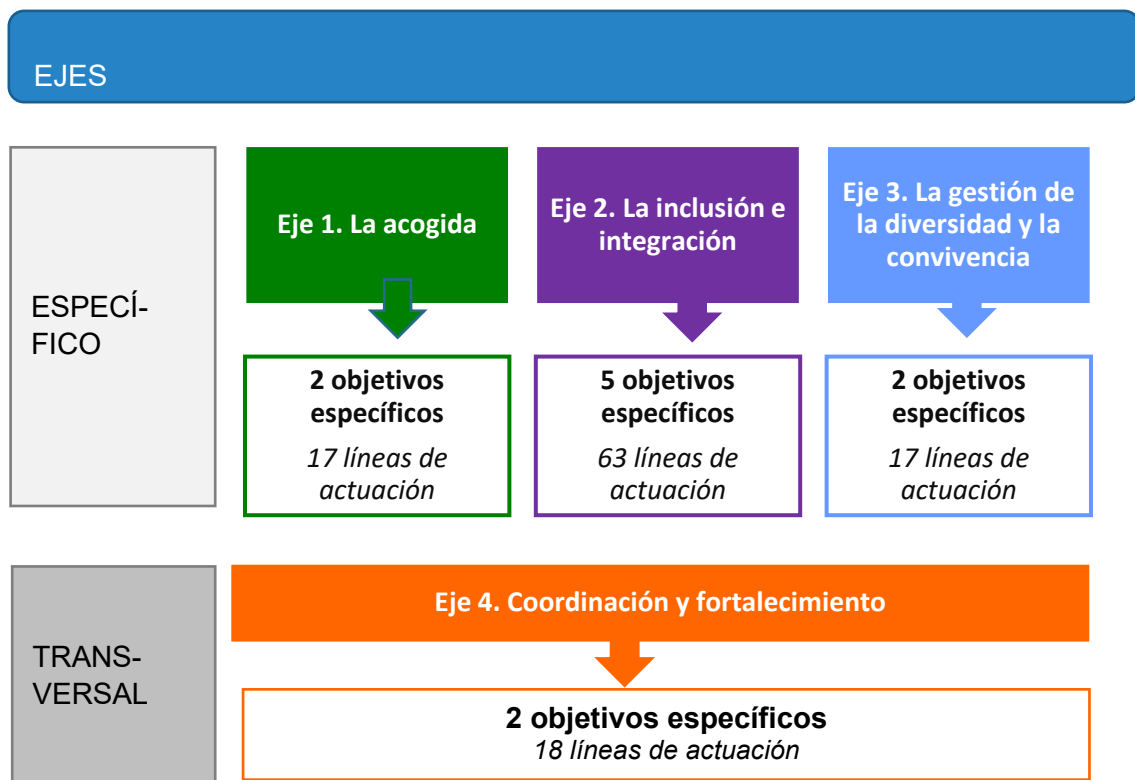 EJES
ESPECÍ-
FICO
Eje 1. La acogida
2 objetivos
específicos
17 líneas de
actuación
Eje 2. La inclusión e
integración
5 objetivos
específicos
63 líneas de
actuación
Eje 3. La gestión de
la diversidad y la
convivencia
2 objetivos
específicos
17 líneas de
actuación
TRANS-
VERSAL
Eje 4. Coordinación y fortalecimiento
2 objetivos específicos
18 líneas de actuación